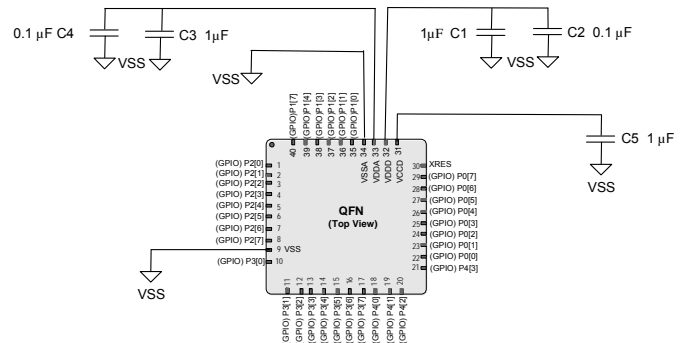 0.1 μF C4
C3 1μF
1μF C1
C2 0.1 μF
VSS
VSS
VSS
C5 1 μF
VSS
(GPIO)P1[7]
(GPIO)P1[4]
(GPIO)P1[3]
(GPIO)P1[2]
(GPIO)P1[1]
(GPIO)P1[0]
40
39
38
37
36
35
34
33
32
31
VSSA
VDDA
VDDD
VCCD
(GPIO) P2[0] 1
(GPIO) P2[1] 2
(GPIO) P2[2] 3
(GPIO) P2[3] 4
(GPIO) P2[4] 5
(GPIO) P2[5] 6
(GPIO) P2[6] 7
(GPIO) P2[7] 8
9 VSS
(GPIO) P3[0] 10
QFN
(Top View)
30 XRES
29 (GPIO) P0[7]
28 (GPIO) P0[6]
27 (GPIO) P0[5]
26 (GPIO) P0[4]
25 (GPIO) P0[3]
24 (GPIO) P0[2]
23 (GPIO) P0[1]
22 (GPIO) P0[0]
21 (GPIO) P4[3]
VSS
11
12
13
14
15
16
17
18
19
20
GPIO) P3[1]
GPIO) P3[2]
GPIO) P3[3]
GPIO) P3[4]
GPIO) P3[5]
GPIO) P3[6]
GPIO) P3[7]
GPIO) P4[0]
GPIO) P4[1]
GPIO) P4[2]